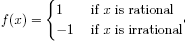 f(x) = { 1 if x is rational
−1 if x is irrational ,